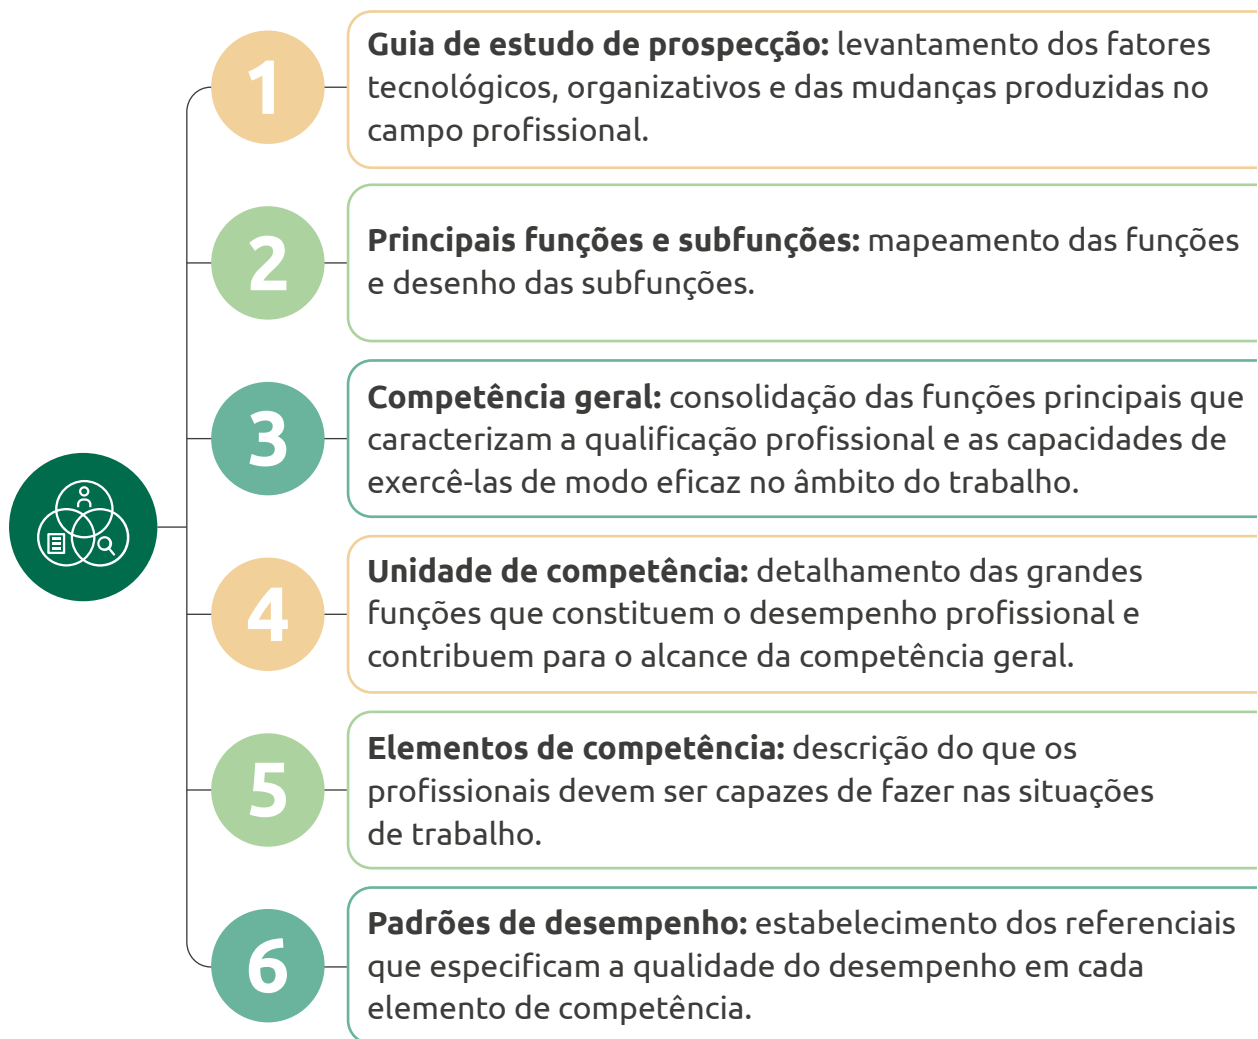 1
Guia de estudo de prospecção: levantamento dos fatores
tecnológicos, organizativos e das mudanças produzidas no
campo profissional.
2
Principais funções e subfunções: mapeamento das funções
e desenho das subfunções.
3
Competência geral: consolidação das funções principais que
caracterizam a qualificação profissional e as capacidades de
exercê-las de modo eficaz no âmbito do trabalho.
4
Unidade de competência: detalhamento das grandes
funções que constituem o desempenho profissional e
contribuem para o alcance da competência geral.
5
Elementos de competência: descrição do que os
profissionais devem ser capazes de fazer nas situações
de trabalho.
6
Padrões de desempenho: estabelecimento dos referenciais
que especificam a qualidade do desempenho em cada
elemento de competência.